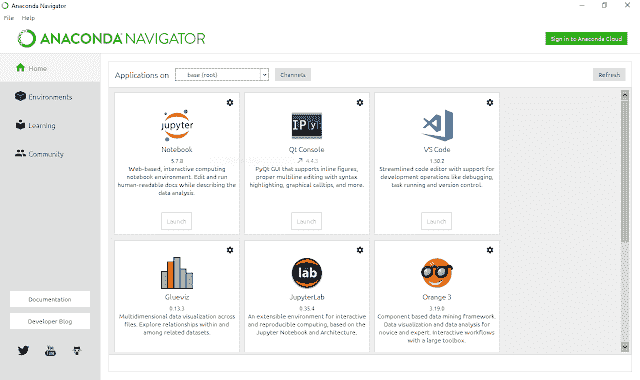 Anaconda Navigator
File Help
ANACONDA NAVIGATOR
Sign in to Anaconda Cloud
Home
Environments
Learning
Community
Documentation
Developer Blog
You
Tube
Applications on
base (root)
Channels
Refresh
jupyter
Notebook
5.7.8
Web-based, interactive computing
notebook environment. Edit and run
human-readable docs while describing the
data analysis.
Launch
IPy
Qt Console
4.4.3
PyQt GUI that supports inline figures,
proper multiline editing with syntax
highlighting, graphical calltips, and more.
Launch
VS Code
Streamlined code editor with support for
development operations like debugging,
task running and version control.
Launch
Glueviz
0.13.3
Multidimensional data visualization across
files. Explore relationships within and
among related datasets.
lab
JupyterLab
0.35.4
An extensible environment for interactive
and reproducible computing, based on the
Jupyter Notebook and Architecture.
Orange 3
3.19.0
Component based data mining framework.
Data visualization and data analysis for
novice and expert. Interactive workflows
with a large toolbox.